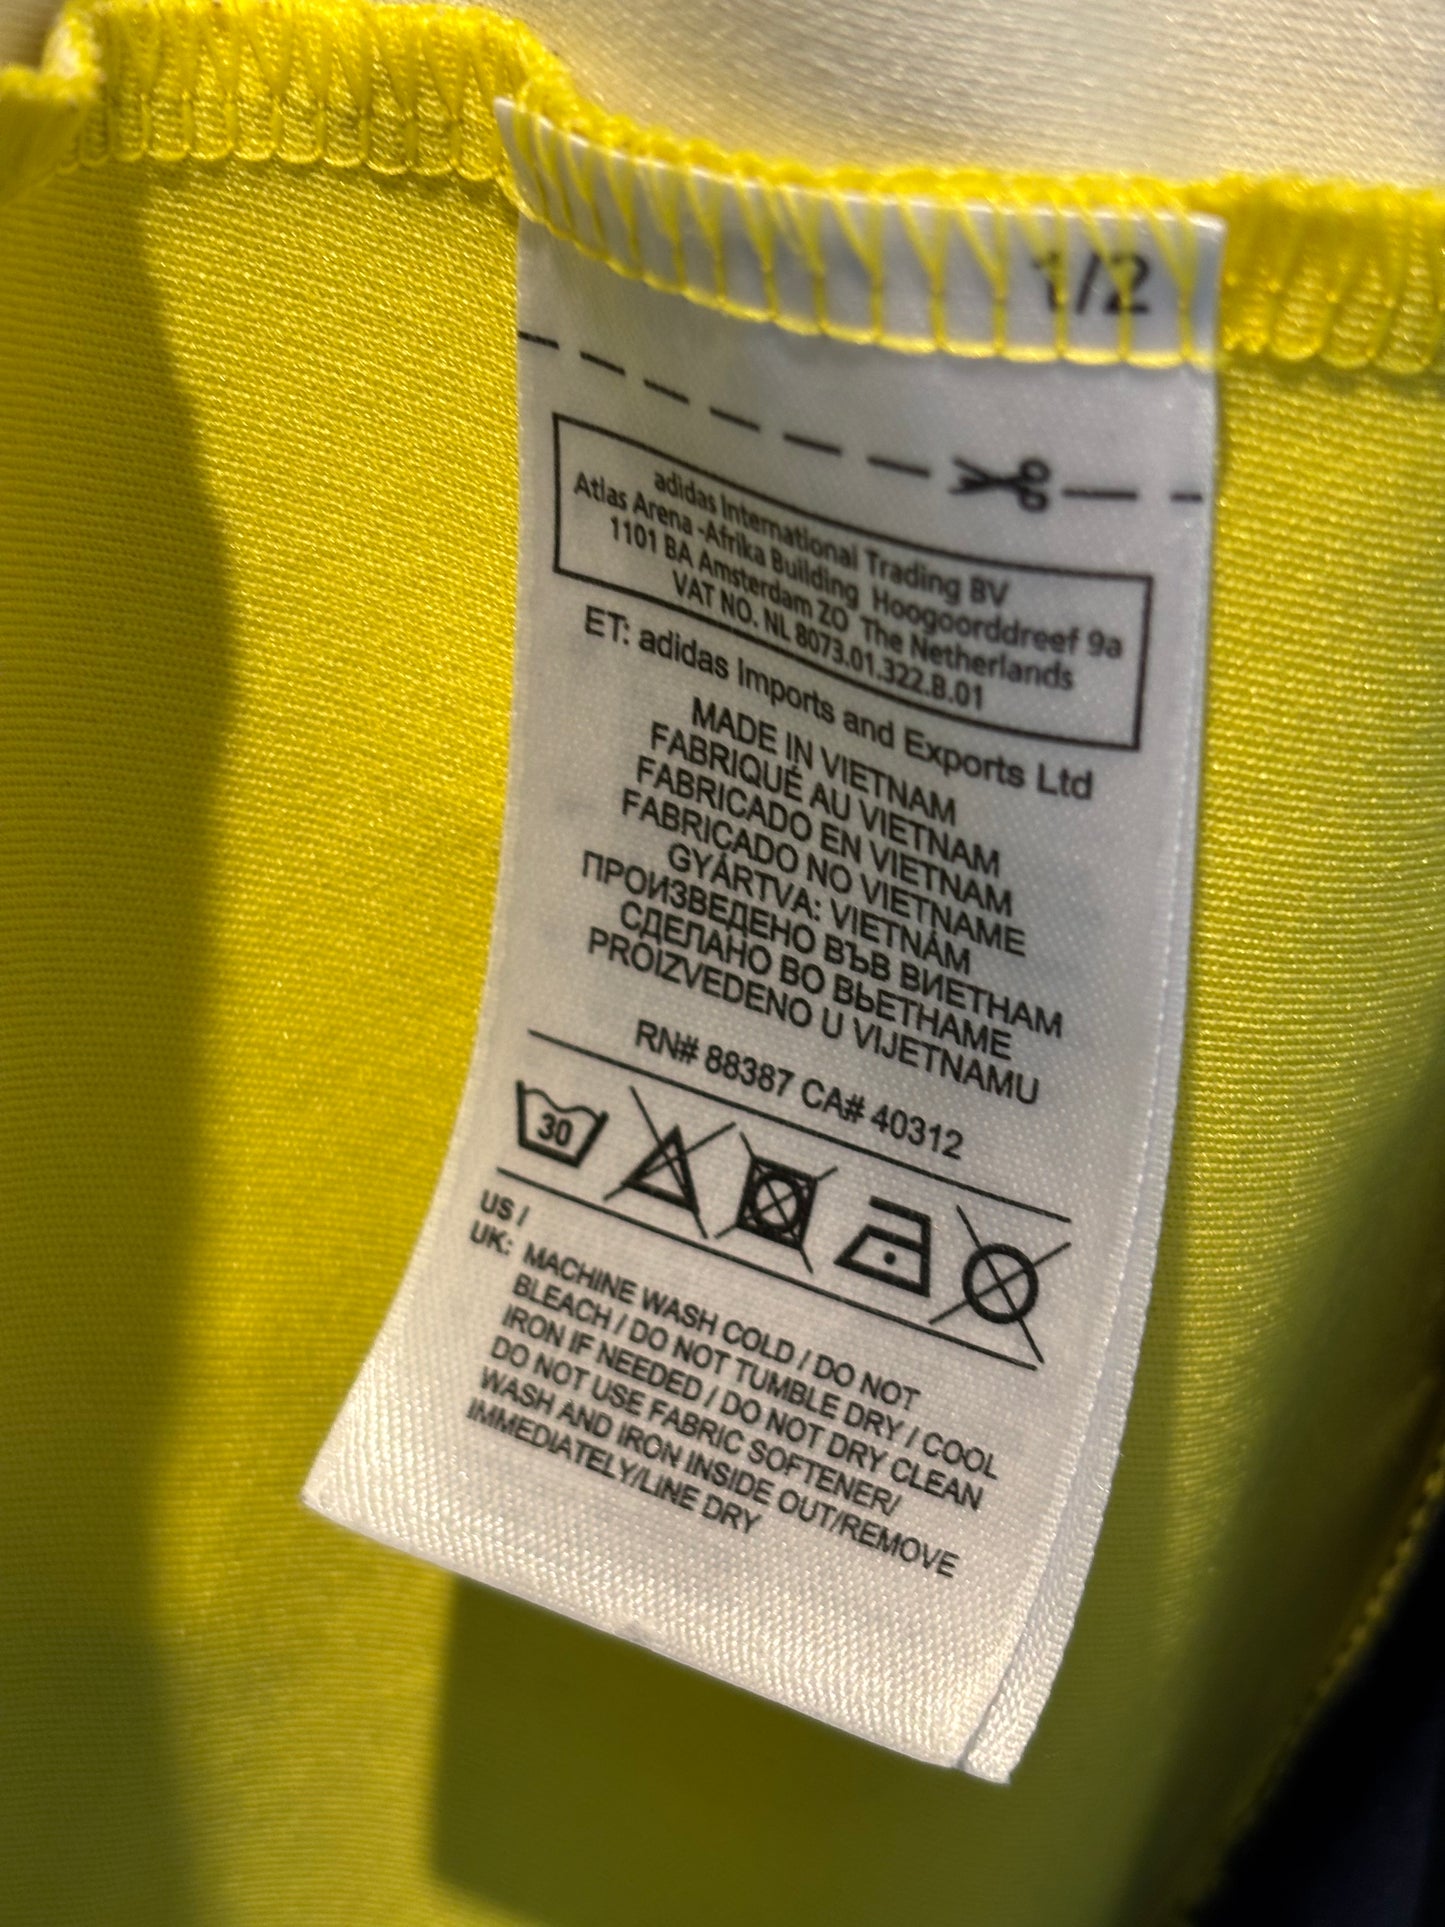 1/2
adidas International Trading BV
Atlas Arena -Afrika Building Hoogoorddreef 9a
1101 BA Amsterdam ZO The Netherlands
VAT NO. NL 8073.01.322.B.01
ET: adidas Imports and Exports Ltd
MADE IN VIETNAM
FABRIQUÉ AU VIETNAM
FABRICADO EN VIETNAM
FABRICADO NO VIETNAME
GYÁRTVA: VIETNÁM
ПРОИЗВЕДЕНО ВЪВ ВИЕТНАМ
СДЕЛАНО ВО ВЬЕТНАМЕ
PROIZVEDENO U VIJETNAMU
RN# 88387 CA# 40312
30
US /
UK: MACHINE WASH COLD / DO NOT
BLEACH / DO NOT TUMBLE DRY / COOL
IRON IF NEEDED / DO NOT DRY CLEAN
DO NOT USE FABRIC SOFTENER/
WASH AND IRON INSIDE OUT/REMOVE
IMMEDIATELY/LINE DRY